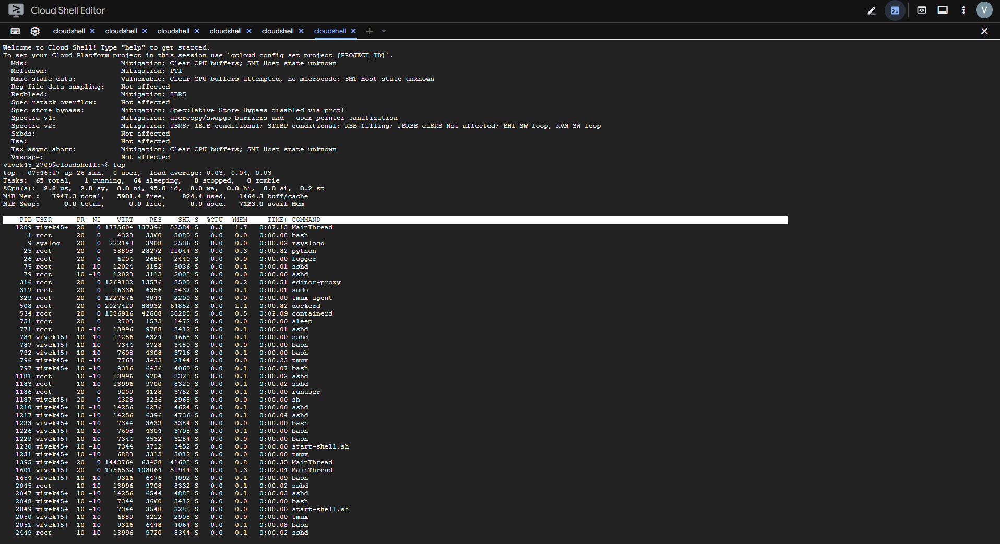 Cloud Shell Editor
V
cloudshell cloudshell cloudshell cloudshell cloudshell cloudshell
Welcome to Cloud Shell! Type "help" to get started.
To set your Cloud Platform project in this session use `gcloud config set project [PROJECT_ID]`.
  Mds:                       Mitigation; Clear CPU buffers; SMT Host state unknown
  Meltdown:                  Mitigation; PTI
  Mmio stale data:           Vulnerable: Clear CPU buffers attempted, no microcode; SMT Host state unknown
  Reg file data sampling:    Not affected
  Retbleed:                  Mitigation; IBRS
  Spec rstack overflow:      Not affected
  Spec store bypass:         Mitigation; Speculative Store Bypass disabled via prctl
  Spectre v1:                Mitigation; usercopy/swapgs barriers and __user pointer sanitization
  Spectre v2:                Mitigation; IBRS; IBPB conditional; STIBP conditional; RSB filling; PBRSB-eIBRS Not affected; BHI SW loop, KVM SW loop
  Srbds:                     Not affected
  Tsa:                       Not affected
  Tsx async abort:           Mitigation; Clear CPU buffers; SMT Host state unknown
  Vmscape:                   Not affected
vivek45_2709@cloudshell:~$ top
top - 07:46:17 up 26 min,  0 user,  load average: 0.03, 0.04, 0.03
Tasks:  65 total,   1 running,  64 sleeping,   0 stopped,   0 zombie
%Cpu(s):  2.8 us,  2.0 sy,  0.0 ni, 95.0 id,  0.0 wa,  0.0 hi,  0.0 si,  0.2 st
MiB Mem :   7947.3 total,   5901.4 free,    824.4 used,   1464.3 buff/cache
MiB Swap:      0.0 total,      0.0 free,      0.0 used.   7123.0 avail Mem
PID USER PR NI VIRT RES SHR S %CPU %MEM TIME+ COMMAND
1209 vivek45+ 20 0 1775604 137396 52584 S 0.3 1.7 0:07.13 MainThread
1 root 20 0 4328 3360 3080 S 0.0 0.0 0:00.08 bash
9 syslog 20 0 222148 3908 2536 S 0.0 0.0 0:00.02 rsyslogd
25 root 20 0 38808 28272 11044 S 0.0 0.3 0:00.82 python
26 root 20 0 6204 2680 2440 S 0.0 0.0 0:00.00 logger
75 root 10 -10 12024 4152 3036 S 0.0 0.1 0:00.01 sshd
79 root 10 -10 12020 3112 2008 S 0.0 0.0 0:00.00 sshd
316 root 20 0 1269132 13576 8500 S 0.0 0.2 0:00.51 editor-proxy
317 root 20 0 16336 6356 5432 S 0.0 0.1 0:00.01 sudo
329 root 20 0 1227876 3044 2200 S 0.0 0.0 0:00.00 tmux-agent
508 root 20 0 2027420 88932 64852 S 0.0 1.1 0:00.82 dockerd
534 root 20 0 1886916 42608 30288 S 0.0 0.5 0:02.09 containerd
751 root 20 0 2700 1572 1472 S 0.0 0.0 0:00.00 sleep
771 root 10 -10 13996 9788 8412 S 0.0 0.1 0:00.01 sshd
784 vivek45+ 10 -10 14256 6324 4668 S 0.0 0.1 0:00.00 sshd
787 vivek45+ 10 -10 7344 3728 3480 S 0.0 0.0 0:00.00 bash
792 vivek45+ 10 -10 7608 4308 3716 S 0.0 0.1 0:00.00 bash
796 vivek45+ 10 -10 7768 3432 2144 S 0.0 0.0 0:00.23 tmux
797 vivek45+ 10 -10 9316 6436 4060 S 0.0 0.1 0:00.07 bash
1181 root 10 -10 13996 9704 8328 S 0.0 0.1 0:00.02 sshd
1183 root 10 -10 13996 9700 8320 S 0.0 0.1 0:00.02 sshd
1186 root 20 0 9200 4128 3752 S 0.0 0.1 0:00.00 runuser
1187 vivek45+ 20 0 4328 3236 2968 S 0.0 0.0 0:00.00 sh
1210 vivek45+ 10 -10 14256 6276 4624 S 0.0 0.1 0:00.00 sshd
1217 vivek45+ 10 -10 14256 6396 4736 S 0.0 0.1 0:00.04 sshd
1223 vivek45+ 10 -10 7344 3632 3384 S 0.0 0.0 0:00.00 bash
1226 vivek45+ 10 -10 7608 4304 3708 S 0.0 0.1 0:00.00 bash
1229 vivek45+ 10 -10 7344 3532 3284 S 0.0 0.0 0:00.00 bash
1230 vivek45+ 10 -10 7344 3712 3452 S 0.0 0.0 0:00.00 start-shell.sh
1231 vivek45+ 10 -10 6880 3312 3012 S 0.0 0.0 0:00.00 tmux
1395 vivek45+ 20 0 1448764 63428 41608 S 0.0 0.8 0:00.35 MainThread
1601 vivek45+ 20 0 1756532 108064 51944 S 0.0 1.3 0:02.04 MainThread
1654 vivek45+ 10 -10 9316 6476 4092 S 0.0 0.1 0:00.09 bash
2045 root 10 -10 13996 9708 8332 S 0.0 0.1 0:00.02 sshd
2047 vivek45+ 10 -10 14256 6544 4888 S 0.0 0.1 0:00.03 sshd
2048 vivek45+ 10 -10 7344 3660 3412 S 0.0 0.0 0:00.00 bash
2049 vivek45+ 10 -10 7344 3548 3288 S 0.0 0.0 0:00.00 start-shell.sh
2050 vivek45+ 10 -10 6880 3212 2908 S 0.0 0.0 0:00.00 tmux
2051 vivek45+ 10 -10 9316 6448 4064 S 0.0 0.1 0:00.08 bash
2449 root 10 -10 13996 9720 8344 S 0.0 0.1 0:00.02 sshd